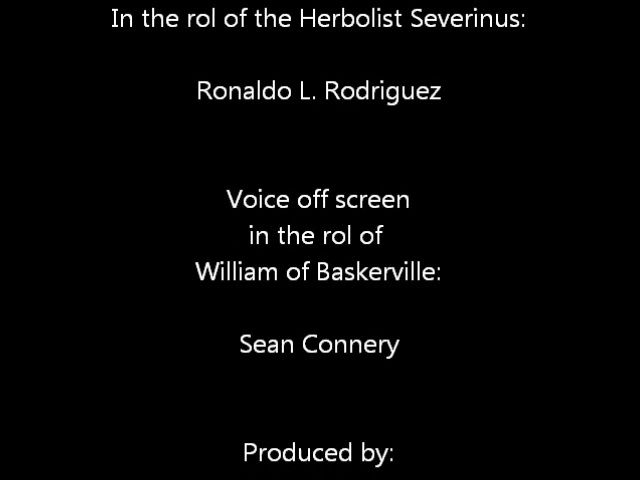 In the rol of the Herbolist Severinus:
Ronaldo L. Rodriguez
Voice off screen
in the rol of
William of Baskerville:
Sean Connery
Produced by: